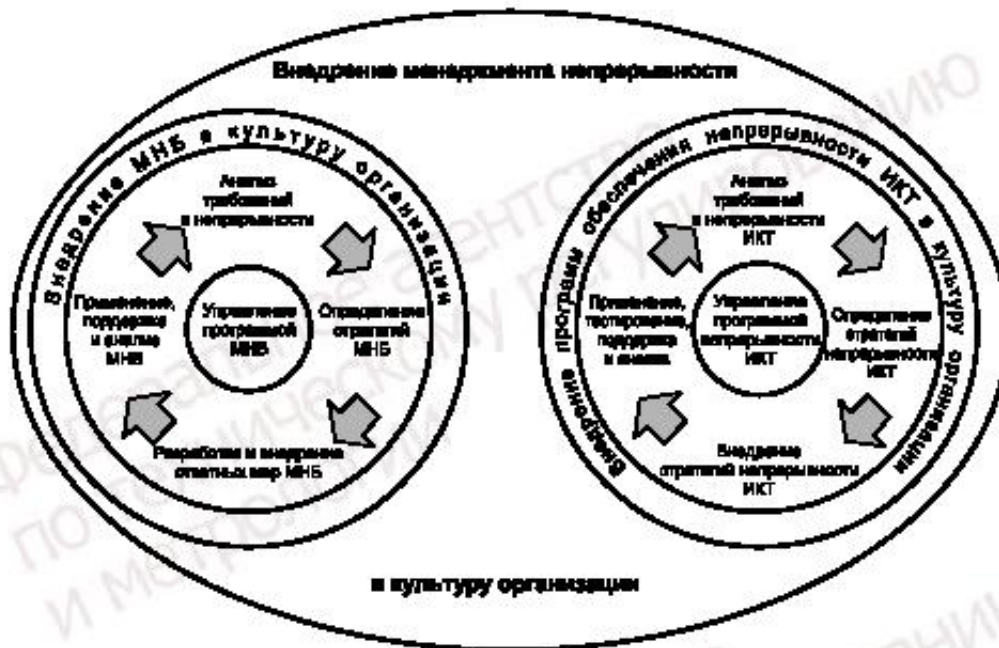 Внедрение менеджмента непрерывности
Внедрение МНБ в культуру организации
Анализ
требований
к непрерывности
Определение
стратегий
МНБ
Разработка и внедрение
ответных мер МНБ
Применение,
поддержка
и анализ
МНБ
Управление
программой
МНБ
Внедрение программ обеспечения непрерывности ИКТ в культуру организации
Анализ
требований
к непрерывности
ИКТ
Определение
стратегий
непрерывности
ИКТ
Внедрение
стратегий непрерывности
ИКТ
Применение,
тестирование,
поддержка
и анализ
Управление
программой
непрерывности
ИКТ
в культуру организации